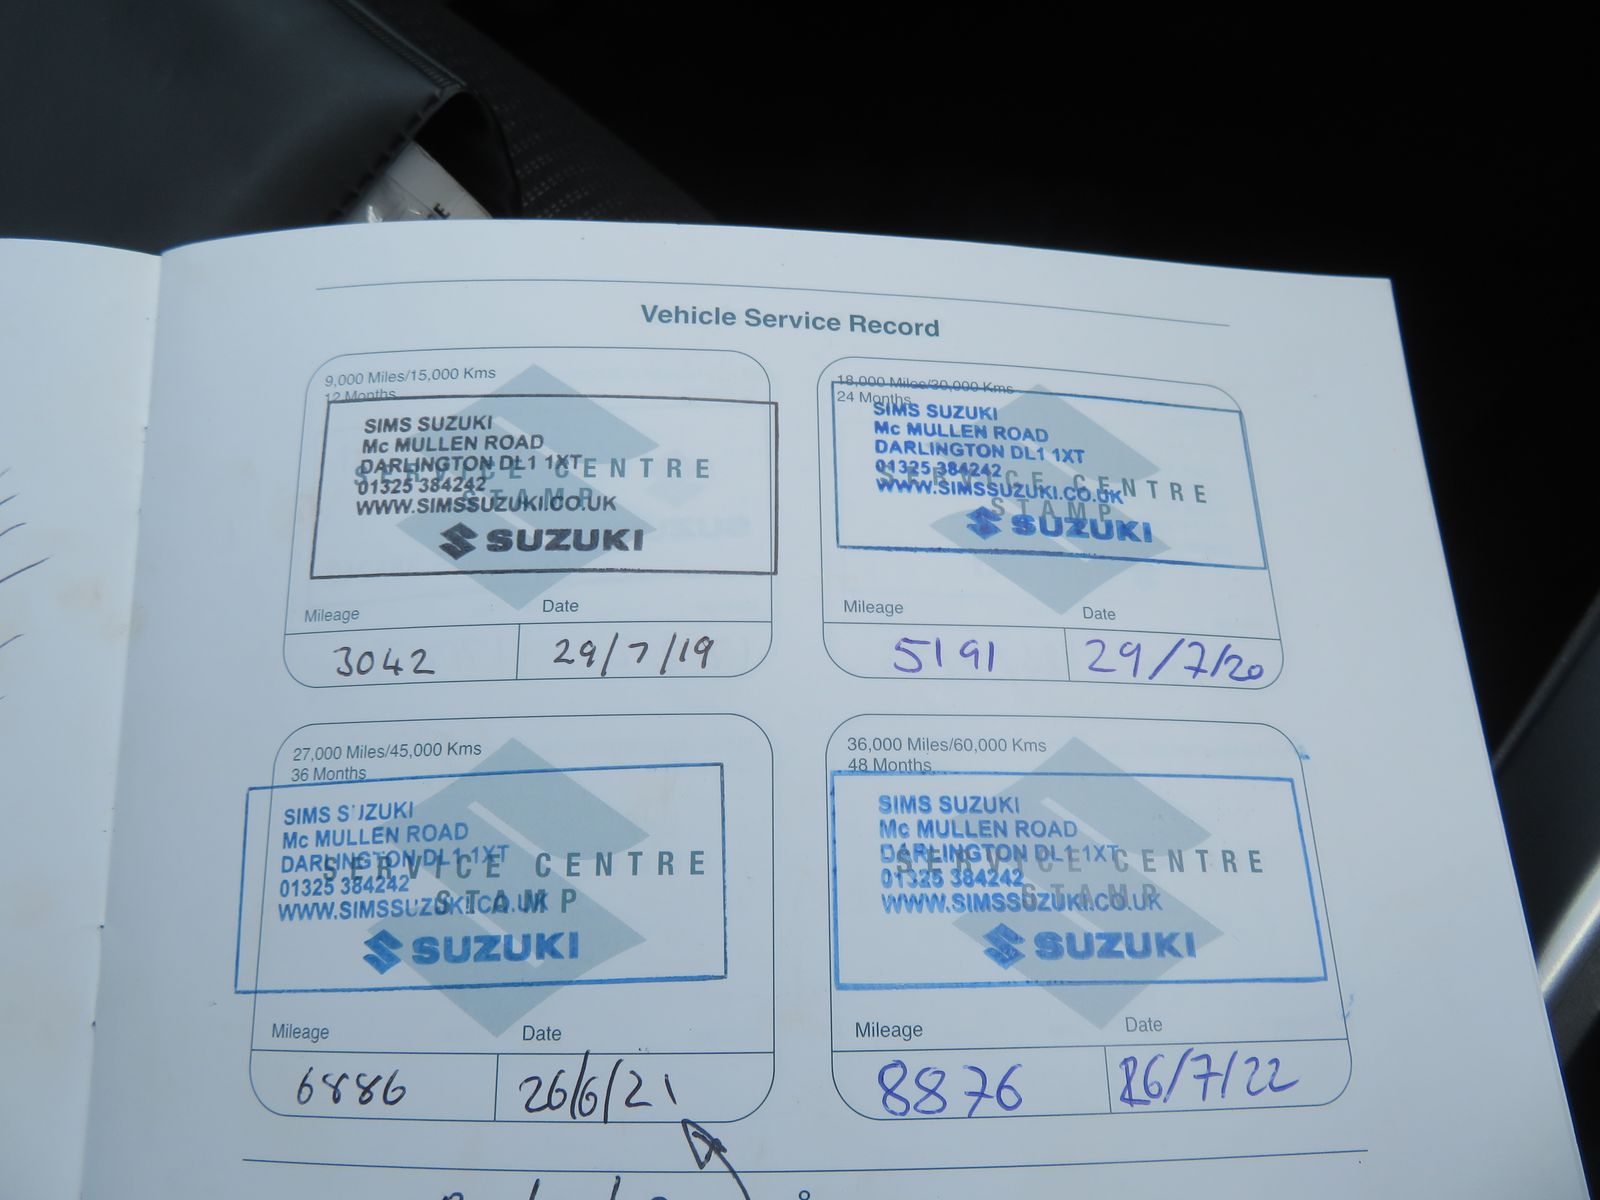 Vehicle Service Record
9,000 Miles/15,000 Kms
12 Months
SIMS SUZUKI
Mc MULLEN ROAD
DARLINGTON DL1 1XT
SERVICE CENTRE
01325 384242
STAMP
WWW.SIMSSUZUKI.CO.UK
SUZUKI
Mileage Date
3042 29/7/19
18,000 Miles/30,000 Kms
24 Months
SIMS SUZUKI
Mc MULLEN ROAD
DARLINGTON DL1 1XT
01325 384242
SERVICE CENTRE
WWW.SIMSSUZUKI.CO.UK
STAMP
SUZUKI
Mileage Date
5191 29/7/20
27,000 Miles/45,000 Kms
36 Months
SIMS SUZUKI
Mc MULLEN ROAD
DARLINGTON DL1 1XT
SERVICE CENTRE
01325 384242
STAMP
WWW.SIMSSUZUKI.CO.UK
SUZUKI
Mileage Date
6886 26/6/21
36,000 Miles/60,000 Kms
48 Months
SIMS SUZUKI
Mc MULLEN ROAD
DARLINGTON DL1 1XT
SERVICE CENTRE
01325 384242
STAMP
WWW.SIMSSUZUKI.CO.UK
SUZUKI
Mileage Date
8876 26/7/22